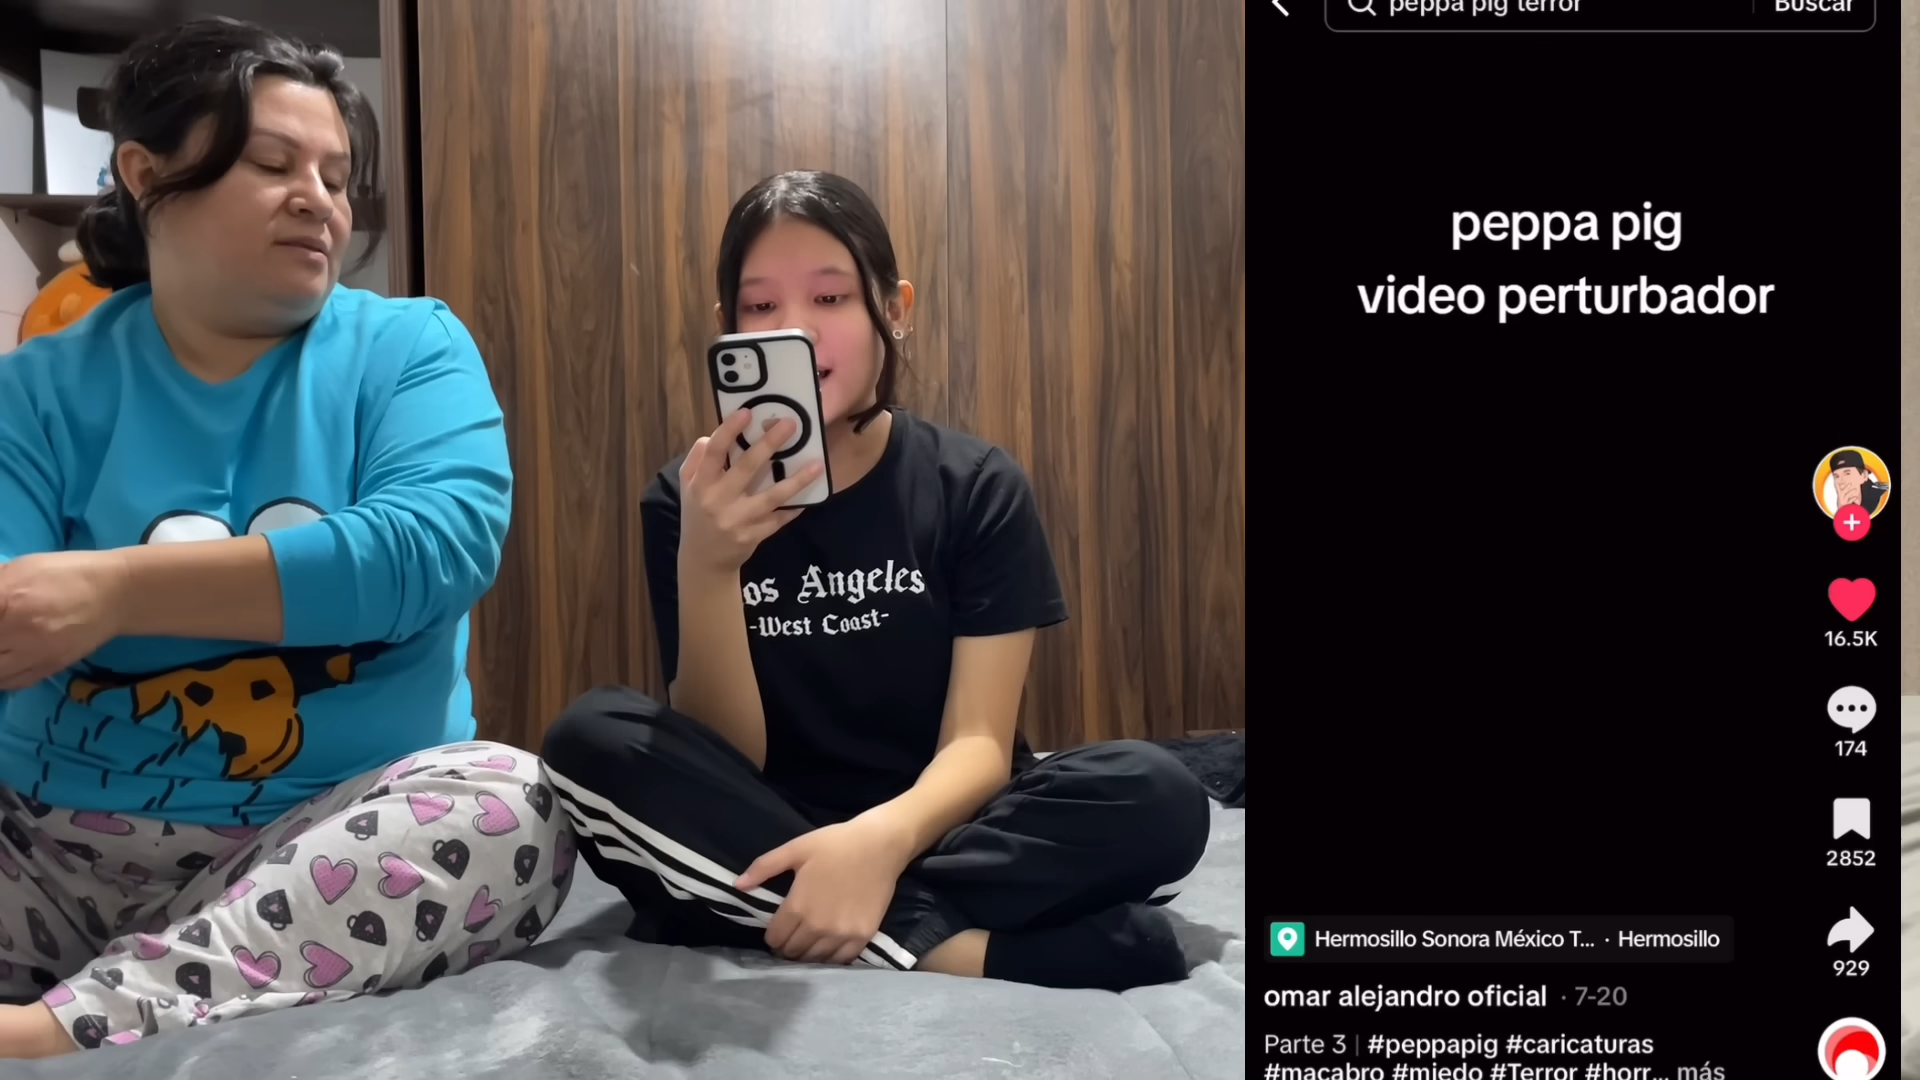 os Angeles
-West Coast-
peppa pig terror
Buscar
peppa pig
video perturbador
16.5K
174
2852
929
Hermosillo Sonora México T... · Hermosillo
omar alejandro oficial · 7-20
Parte 3 | #peppapig #caricaturas
#macabro #miedo #Terror #horr... más